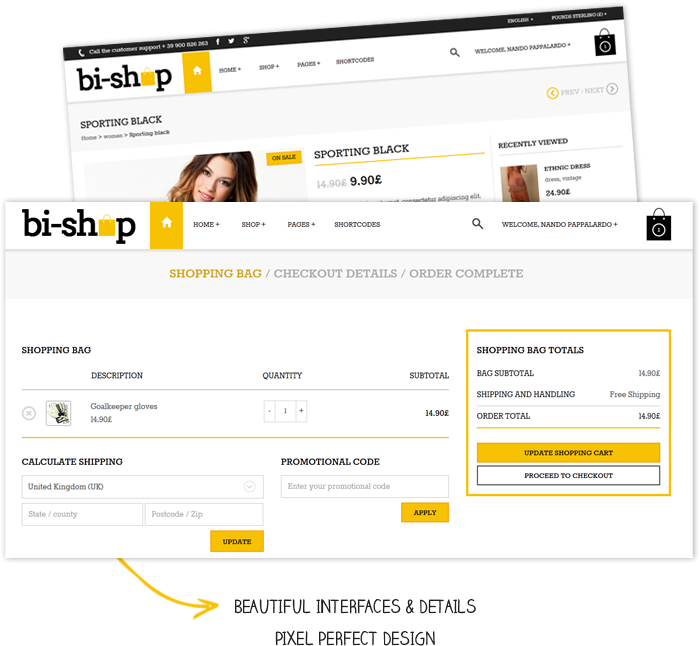 Call the customer support + 39 900 826 263
ENGLISH + POUNDS STERLING (£) +
bi-shop HOME + SHOP + PAGES + SHORTCODES WELCOME, NANDO PAPPALARDO + 1
PREV / NEXT
SPORTING BLACK
Home > woman > Sporting black
ON SALE
SPORTING BLACK
14.90£ 9.90£
consectetur adipiscing elit.
RECENTLY VIEWED
ETHNIC DRESS
dress, vintage
24.90£
bi-shop HOME + SHOP + PAGES + SHORTCODES WELCOME, NANDO PAPPALARDO + 1
SHOPPING BAG / CHECKOUT DETAILS / ORDER COMPLETE
SHOPPING BAG
DESCRIPTION QUANTITY SUBTOTAL
Goalkeeper gloves
14.90£
- 1 + 14.90£
CALCULATE SHIPPING
United Kingdom (UK)
State / county Postcode / Zip
UPDATE
PROMOTIONAL CODE
Enter your promotional code
APPLY
SHOPPING BAG TOTALS
BAG SUBTOTAL 14.90£
SHIPPING AND HANDLING Free Shipping
ORDER TOTAL 14.90£
UPDATE SHOPPING CART
PROCEED TO CHECKOUT
BEAUTIFUL INTERFACES & DETAILS
PIXEL PERFECT DESIGN